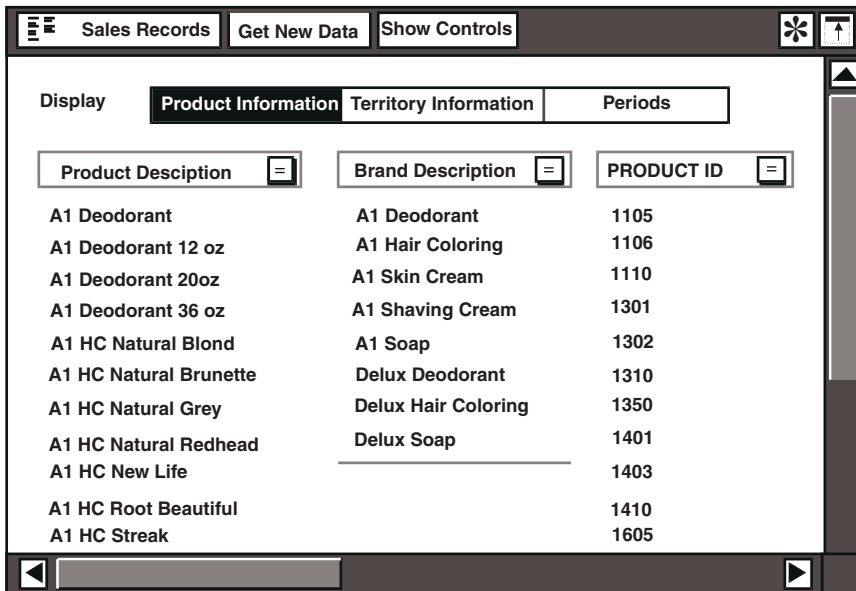 Sales Records Get New Data Show Controls
Display Product Information Territory Information Periods
Product Desciption = Brand Description = PRODUCT ID =
A1 Deodorant A1 Deodorant 1105
A1 Deodorant 12 oz A1 Hair Coloring 1106
A1 Deodorant 20oz A1 Skin Cream 1110
A1 Deodorant 36 oz A1 Shaving Cream 1301
A1 HC Natural Blond A1 Soap 1302
A1 HC Natural Brunette Delux Deodorant 1310
A1 HC Natural Grey Delux Hair Coloring 1350
A1 HC Natural Redhead Delux Soap 1401
A1 HC New Life 1403
A1 HC Root Beautiful 1410
A1 HC Streak 1605